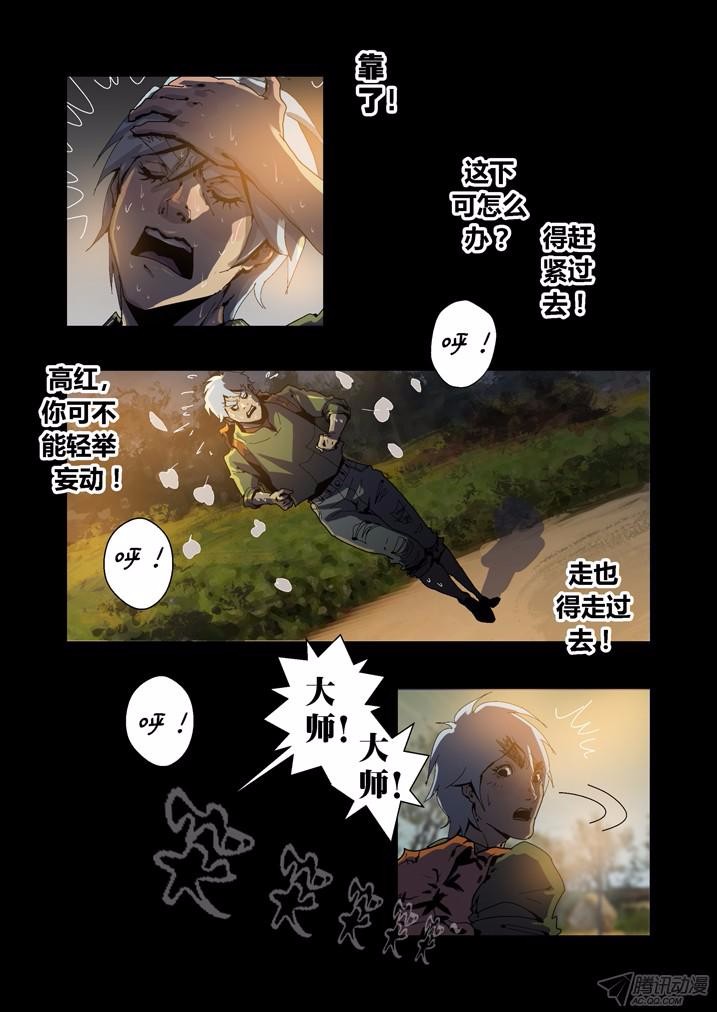 靠
了！
这下
可怎么
办？
得赶
紧过
去！
呼！
高红，
你可不
能轻举
妄动！
呼！
走也
得走过
去！
呼！
大
师！
大
师！
腾讯动漫
AC.QQ.COM